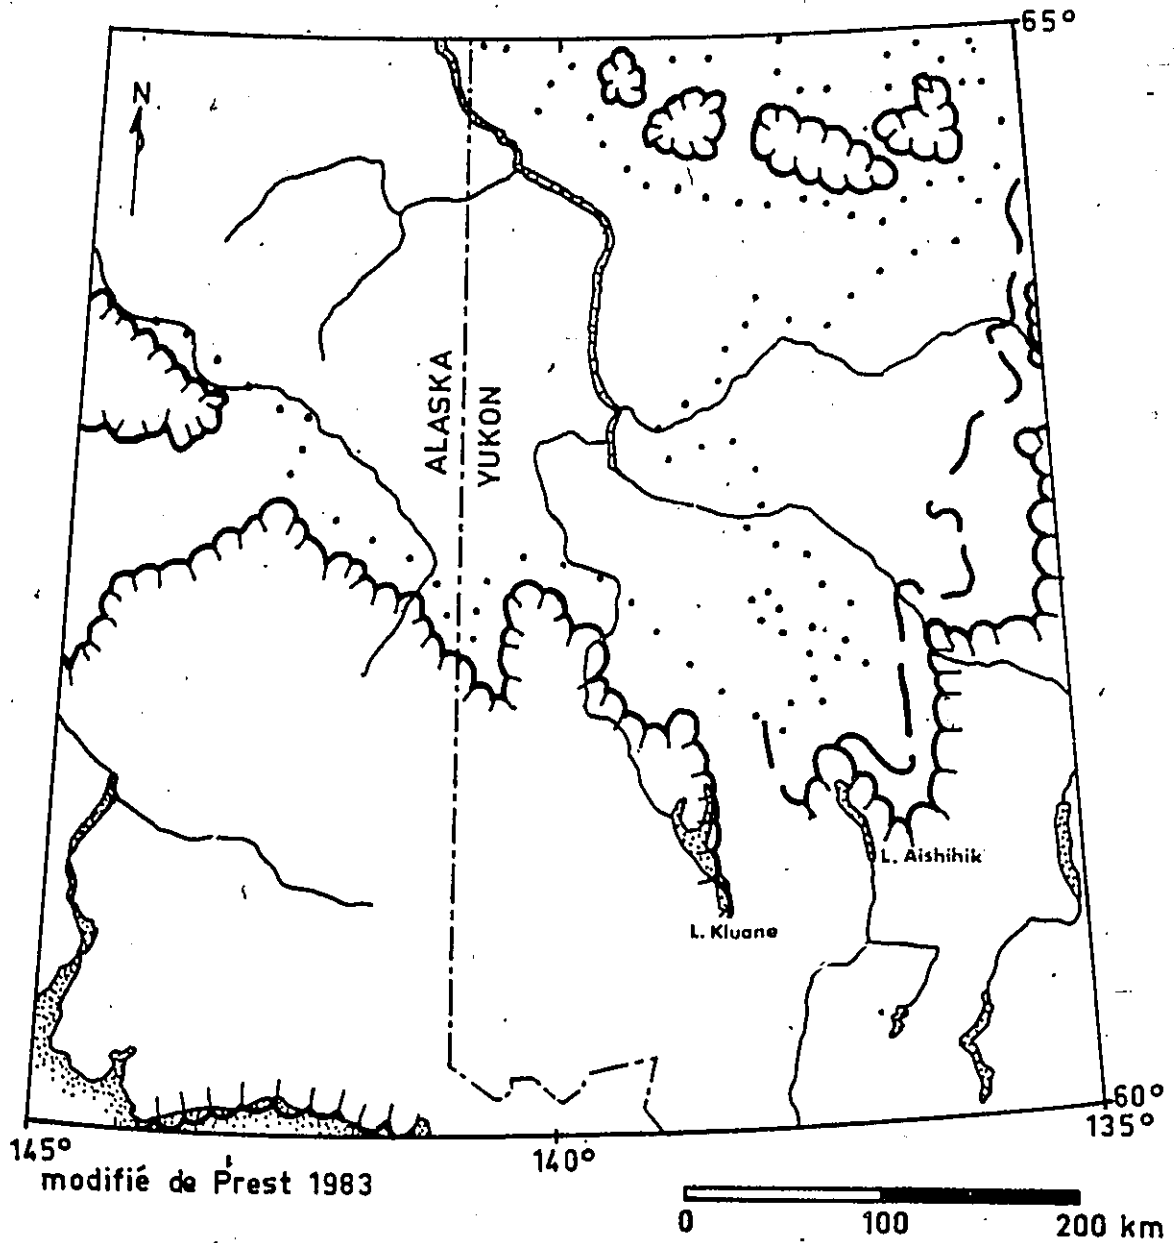 65°
N
ALASKA
YUKON
L. Aishihik
L. Kluane
60°
135°
145°
140°
modifié de Prest 1983
0 100 200 km